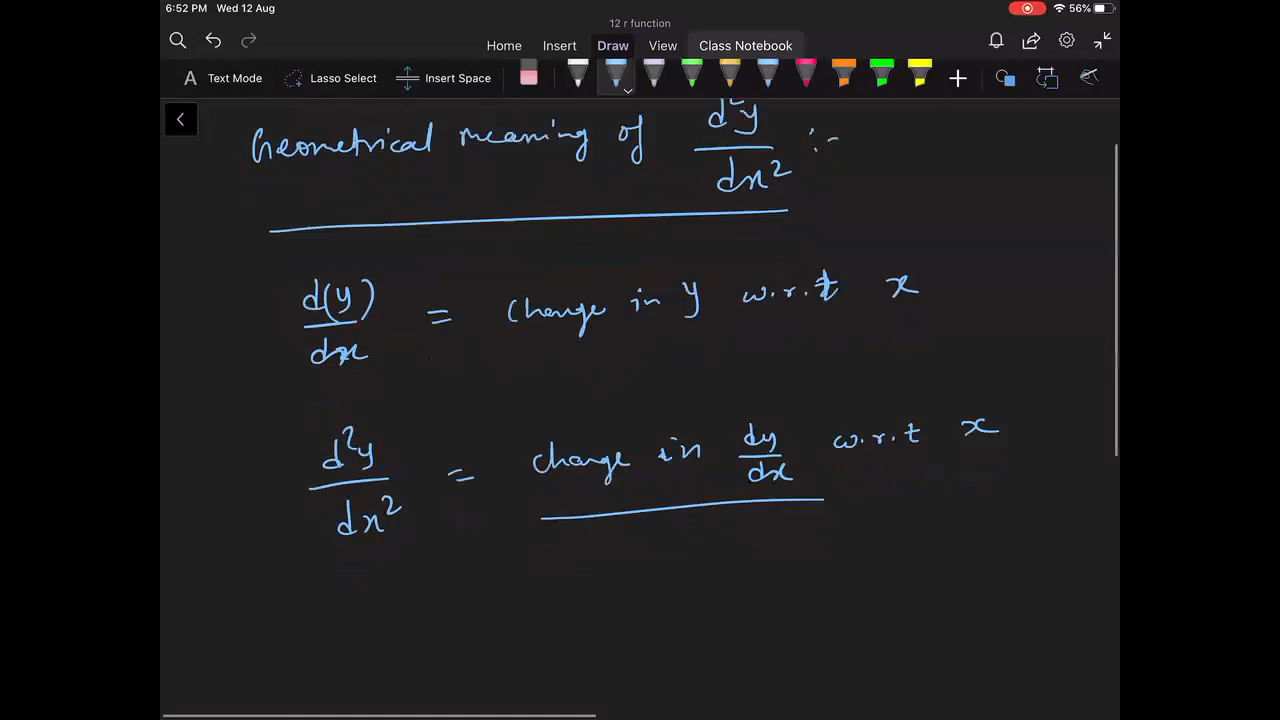 6:52 PM Wed 12 Aug
56%
12 r function
Home Insert Draw View Class Notebook
A Text Mode Lasso Select Insert Space
Geometrical meaning of d²y/dx² :-
d(y)/dx = change in y w.r.t x
d²y/dx² = change in dy/dx w.r.t x